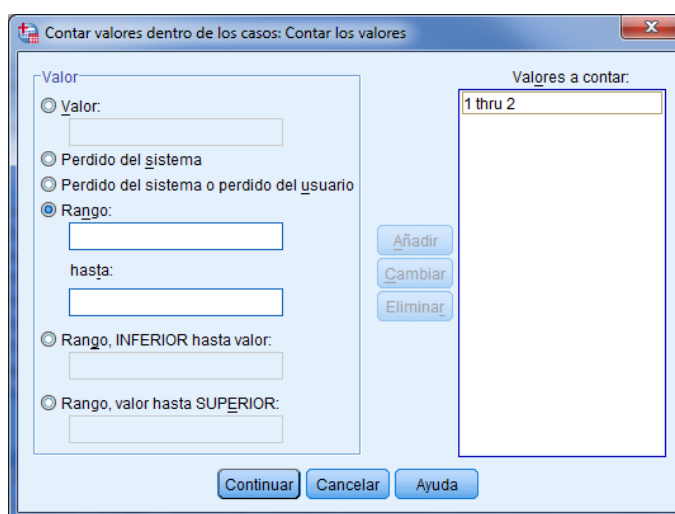 Contar valores dentro de los casos: Contar los valores
Valor
Valor:
Perdido del sistema
Perdido del sistema o perdido del usuario
Rango:
hasta:
Rango, INFERIOR hasta valor:
Rango, valor hasta SUPERIOR:
Añadir
Cambiar
Eliminar
Valores a contar:
1 thru 2
Continuar
Cancelar
Ayuda